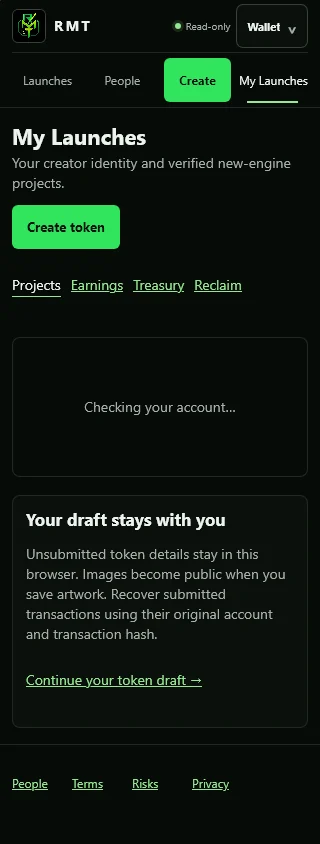 RMT
Read-only
Wallet
Launches
People
Create
My Launches
My Launches
Your creator identity and verified new-engine
projects.
Create token
Projects Earnings Treasury Reclaim
Checking your account...
Your draft stays with you
Unsubmitted token details stay in this
browser. Images become public when you
save artwork. Recover submitted
transactions using their original account
and transaction hash.
Continue your token draft →
People Terms Risks Privacy